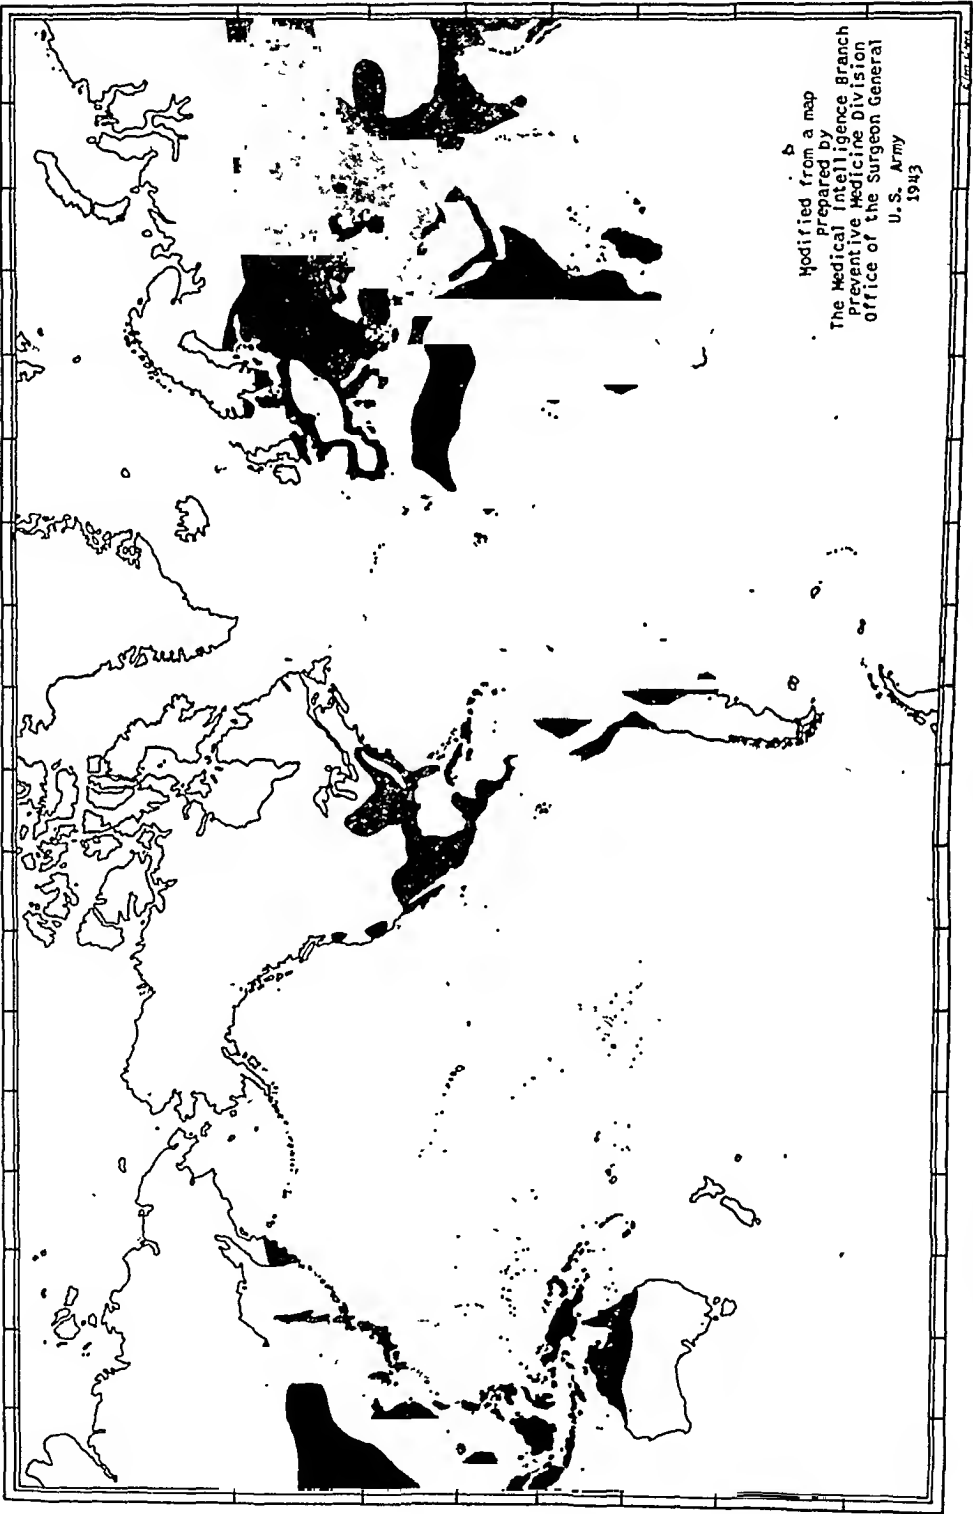 Modified from a map
prepared by
The Medical Intelligence Branch
Preventive Medicine Division
Office of the Surgeon General
U.S. Army
1943